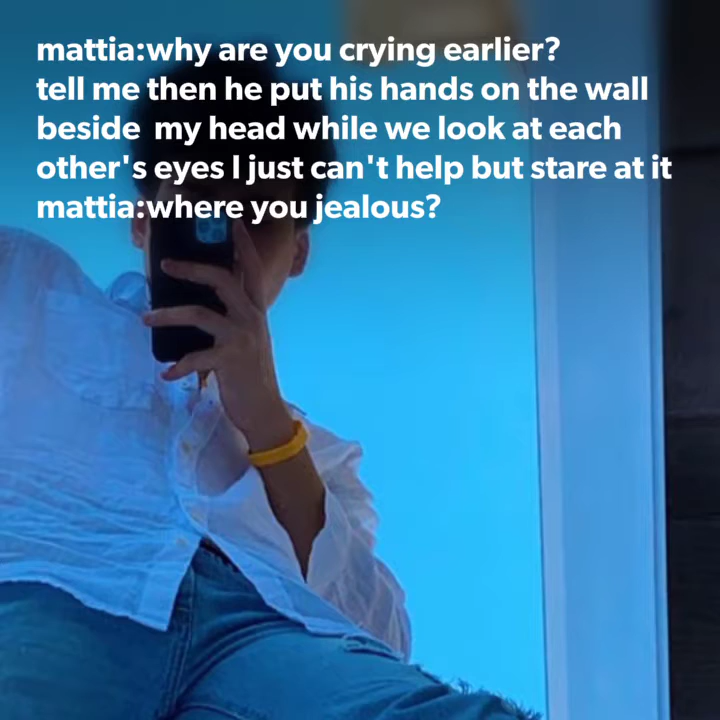 mattia:why are you crying earlier?
tell me then he put his hands on the wall
beside  my head while we look at each
other's eyes I just can't help but stare at it
mattia:where you jealous?